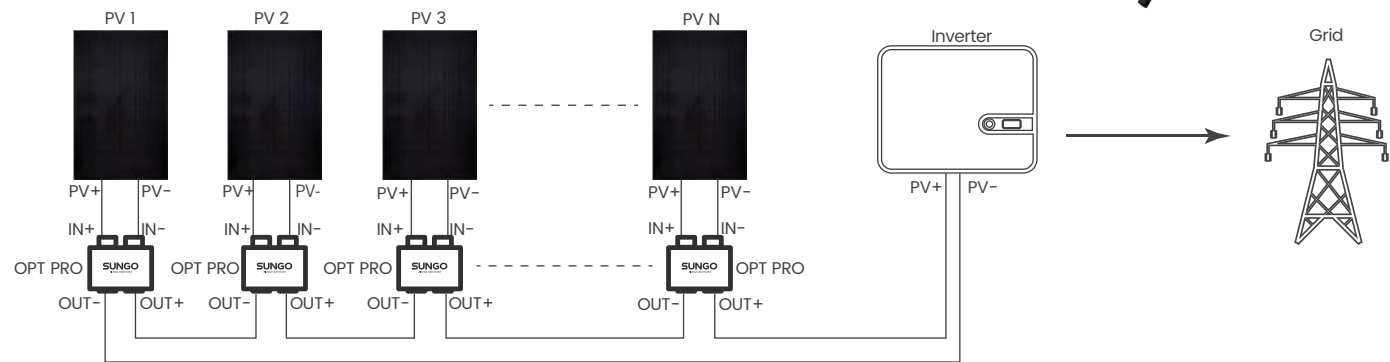 PV 1
PV 2
PV 3
PV N
Inverter
Grid
PV+ PV-
PV+ PV-
PV+ PV-
PV+ PV-
PV+ PV-
IN+ IN-
IN+ IN-
IN+ IN-
IN+ IN-
OPT PRO SUNGO
OPT PRO SUNGO
OPT PRO SUNGO
SUNGO OPT PRO
OUT- OUT+
OUT- OUT+
OUT- OUT+
OUT- OUT+